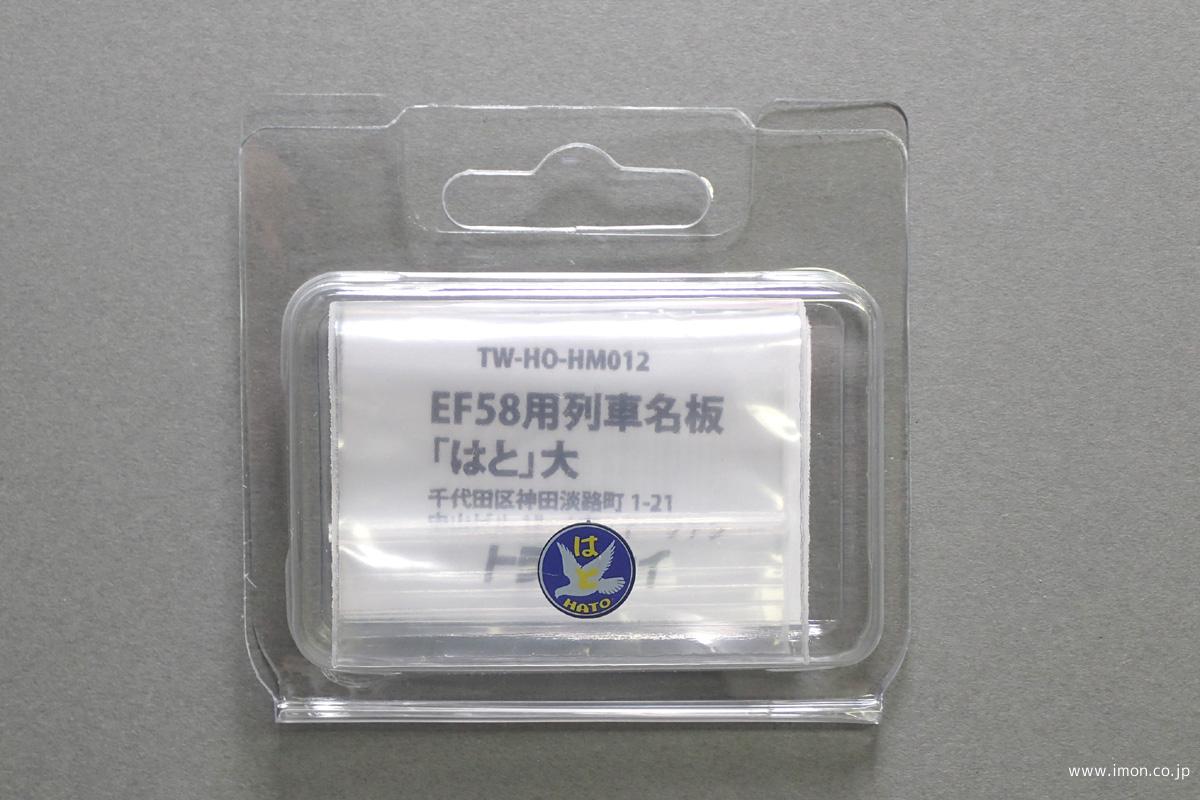 TW-HO-HM012
EF58用列車名板
「はと」大
千代田区神田淡路町 1-21
は
と
HATO
www.imon.co.jp